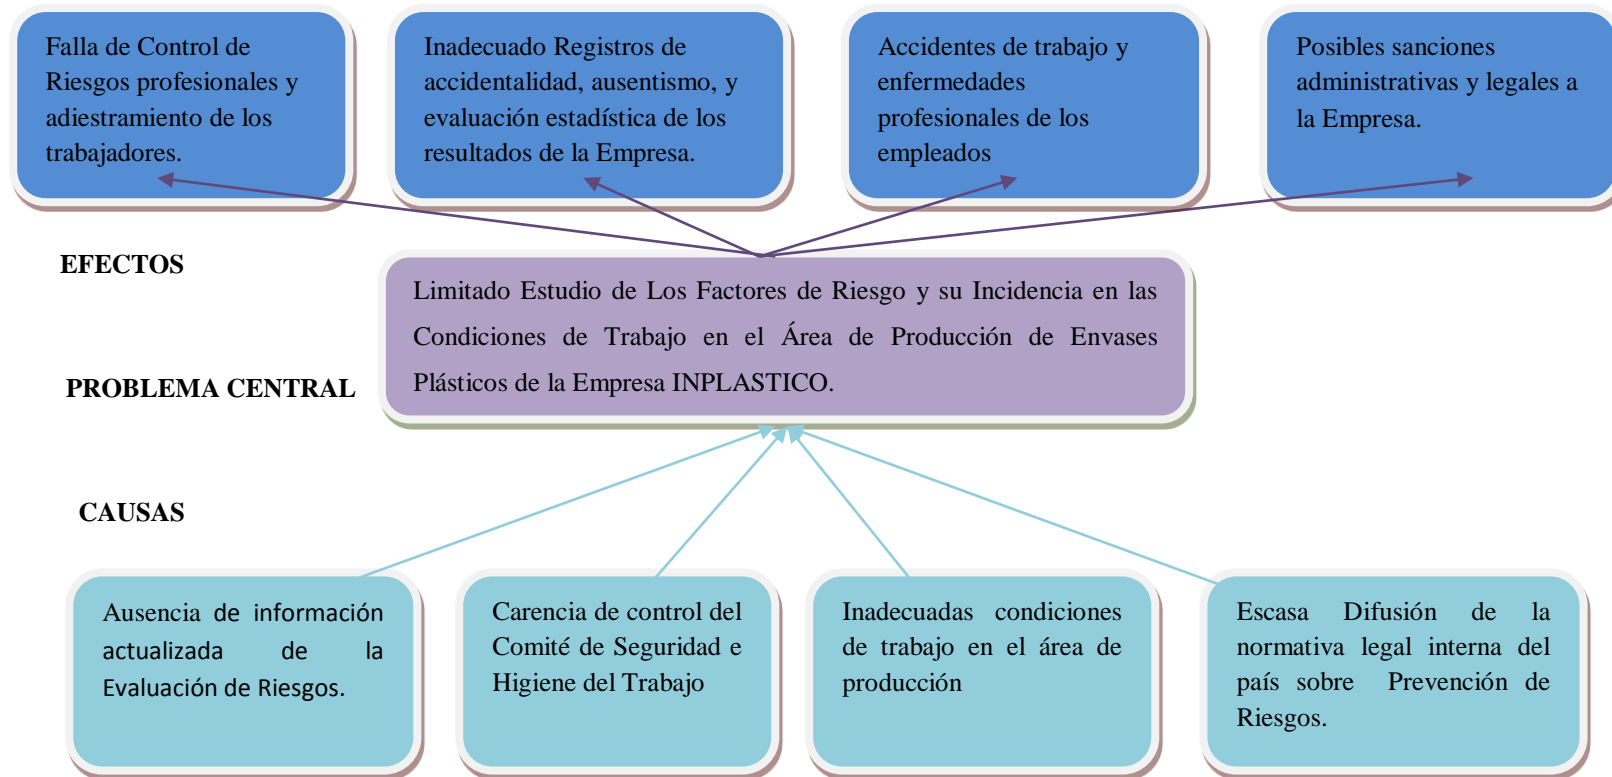 Falla de Control de
Riesgos profesionales y
adiestramiento de los
trabajadores.
Inadecuado Registros de
accidentalidad, ausentismo, y
evaluación estadística de los
resultados de la Empresa.
Accidentes de trabajo y
enfermedades
profesionales de los
empleados
Posibles sanciones
administrativas y legales a
la Empresa.
EFECTOS
Limitado Estudio de Los Factores de Riesgo y su Incidencia en las
Condiciones de Trabajo en el Área de Producción de Envases
Plásticos de la Empresa INPLASTICO.
PROBLEMA CENTRAL
CAUSAS
Ausencia de información
actualizada de la
Evaluación de Riesgos.
Carencia de control del
Comité de Seguridad e
Higiene del Trabajo
Inadecuadas condiciones
de trabajo en el área de
producción
Escasa Difusión de la
normativa legal interna del
país sobre Prevención de
Riesgos.